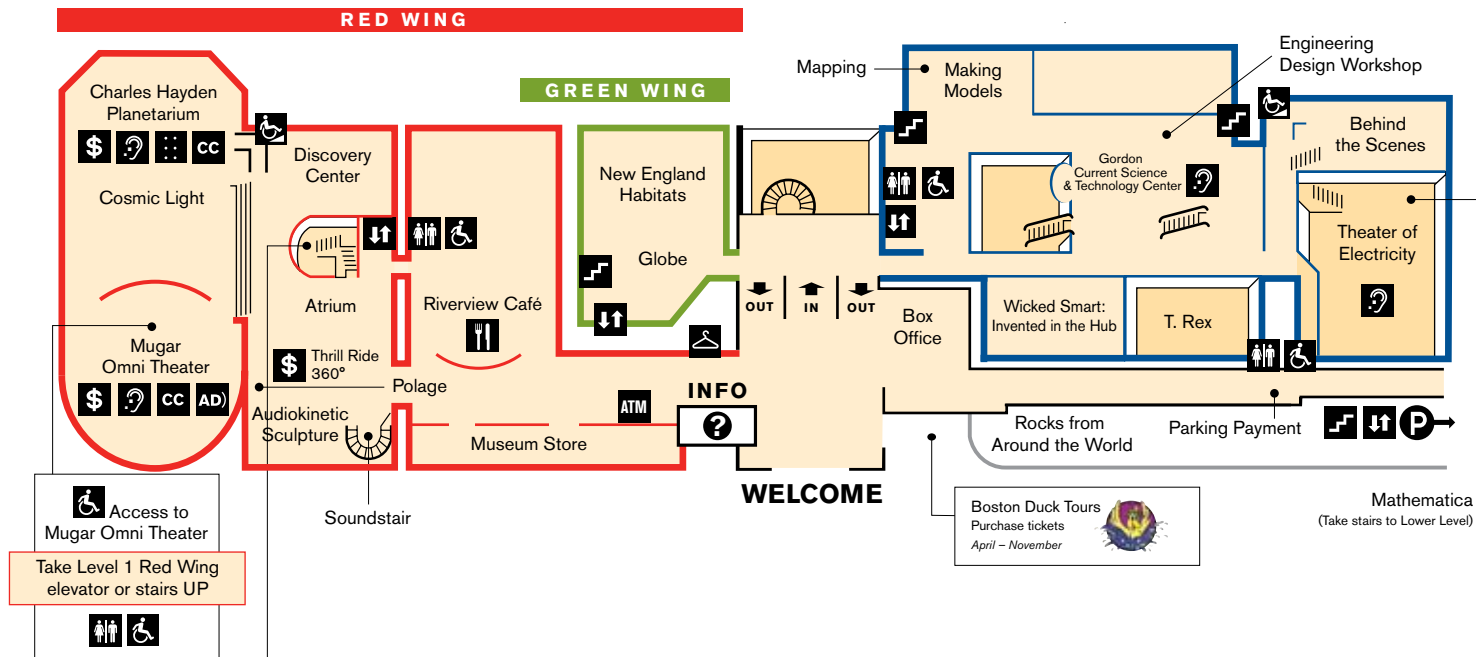 RED WING
GREEN WING
Charles Hayden
Planetarium
$
CC
Cosmic Light
Discovery
Center
Atrium
Mugar
Omni Theater
$
CC
AD)
$
Thrill Ride
360°
Polage
Audiokinetic
Sculpture
Soundstair
Riverview Café
ATM
Museum Store
INFO
?
New England
Habitats
Globe
OUT
IN
OUT
Box
Office
WELCOME
Mapping
Making
Models
Engineering
Design Workshop
Gordon
Current Science
& Technology Center
Behind
the Scenes
Theater of
Electricity
Wicked Smart:
Invented in the Hub
T. Rex
Rocks from
Around the World
Parking Payment
P
Boston Duck Tours
Purchase tickets
April – November
Mathematica
(Take stairs to Lower Level)
Access to
Mugar Omni Theater
Take Level 1 Red Wing
elevator or stairs UP